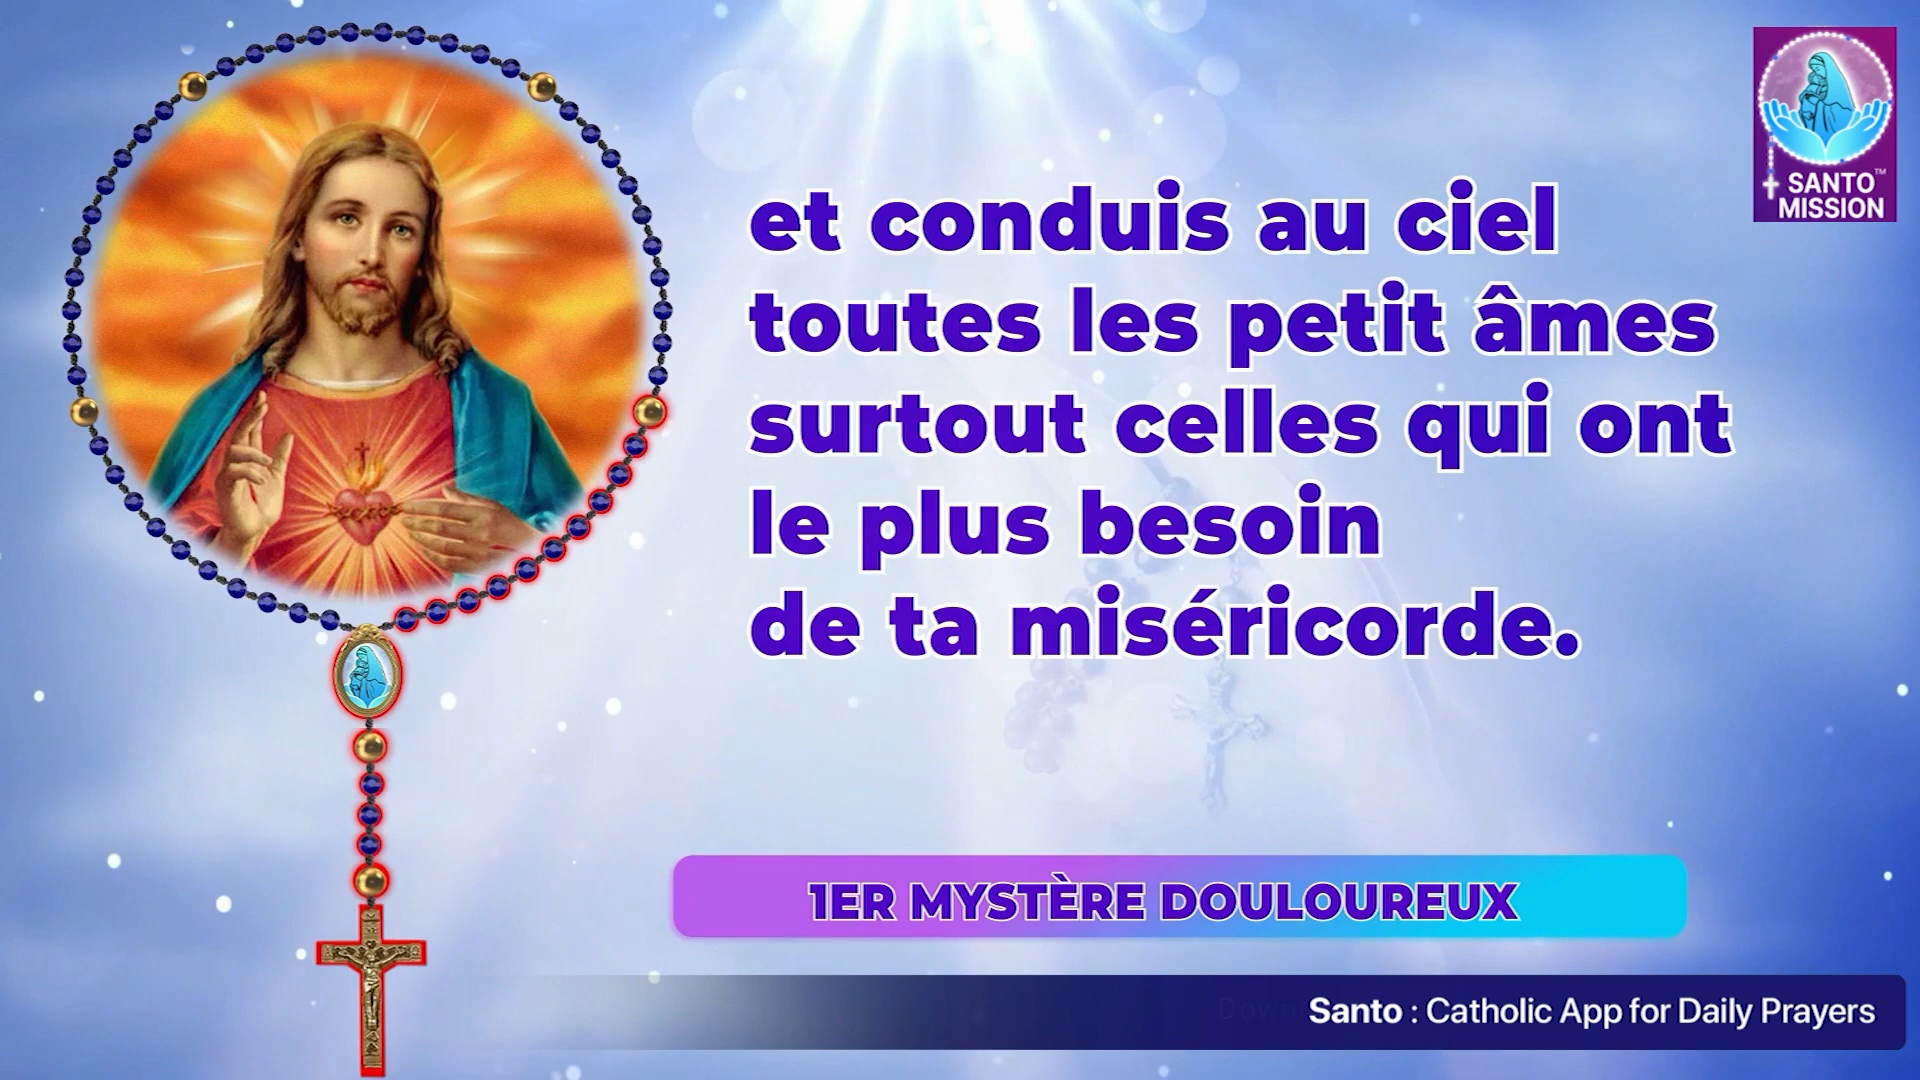 SANTO™
MISSION
et conduis au ciel
toutes les petit âmes
surtout celles qui ont
le plus besoin
de ta miséricorde.
1ER MYSTÈRE DOULOUREUX
Santo : Catholic App for Daily Prayers